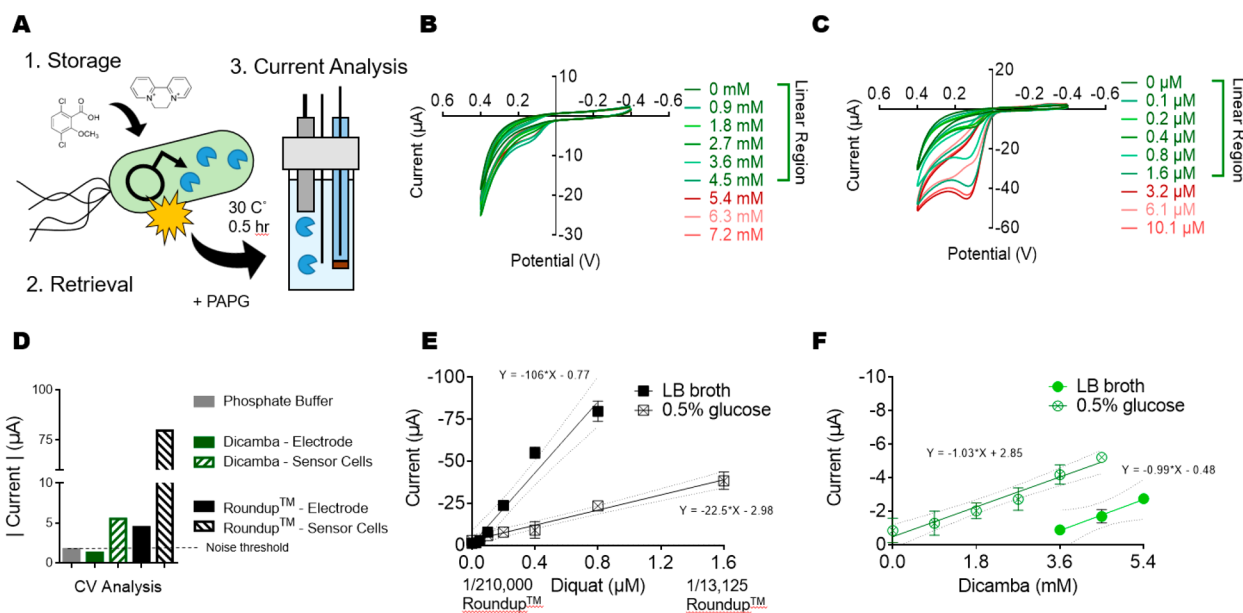 A
1. Storage
Cl
O
OH
OCH3
Cl
N+
N+
30 C°
0.5 hr
2. Retrieval
+ PAPG
3. Current Analysis
B
Current (µA)
10
0.6 0.4 0.2 -0.2 -0.4 -0.6
-10
-20
-30
Potential (V)
0 mM
0.9 mM
1.8 mM
2.7 mM
3.6 mM
4.5 mM
5.4 mM
6.3 mM
7.2 mM
Linear Region
C
Current (µA)
20
0.6 0.4 0.2 -0.2 -0.4 -0.6
-20
-40
-60
Potential (V)
0 µM
0.1 µM
0.2 µM
0.4 µM
0.8 µM
1.6 µM
3.2 µM
6.1 µM
10.1 µM
Linear Region
D
| Current | (µA)
100
75
50
10
5
0
CV Analysis
Phosphate Buffer
Dicamba - Electrode
Dicamba - Sensor Cells
Roundup™ - Electrode
Roundup™ - Sensor Cells
Noise threshold
E
Current (µA)
-100
-75
-50
-25
0
Y = -106*X - 0.77
LB broth
0.5% glucose
Y = -22.5*X - 2.98
0.0 0.4 0.8 1.2 1.6
Diquat (µM)
1/210,000
Roundup™
1/13,125
Roundup™
F
Current (µA)
-10
-8
-6
-4
-2
0
LB broth
0.5% glucose
Y = -1.03*X + 2.85
Y = -0.99*X - 0.48
0.0 1.8 3.6 5.4
Dicamba (mM)